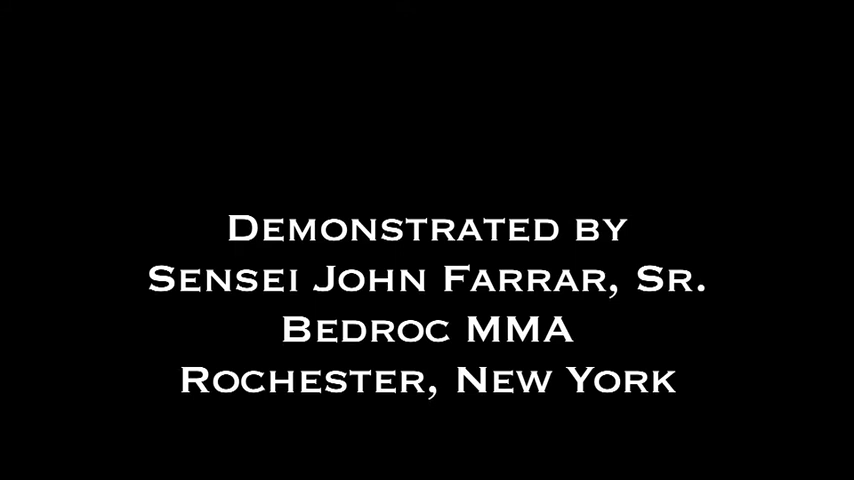 Demonstrated by
Sensei John Farrar, Sr.
Bedroc MMA
Rochester, New York